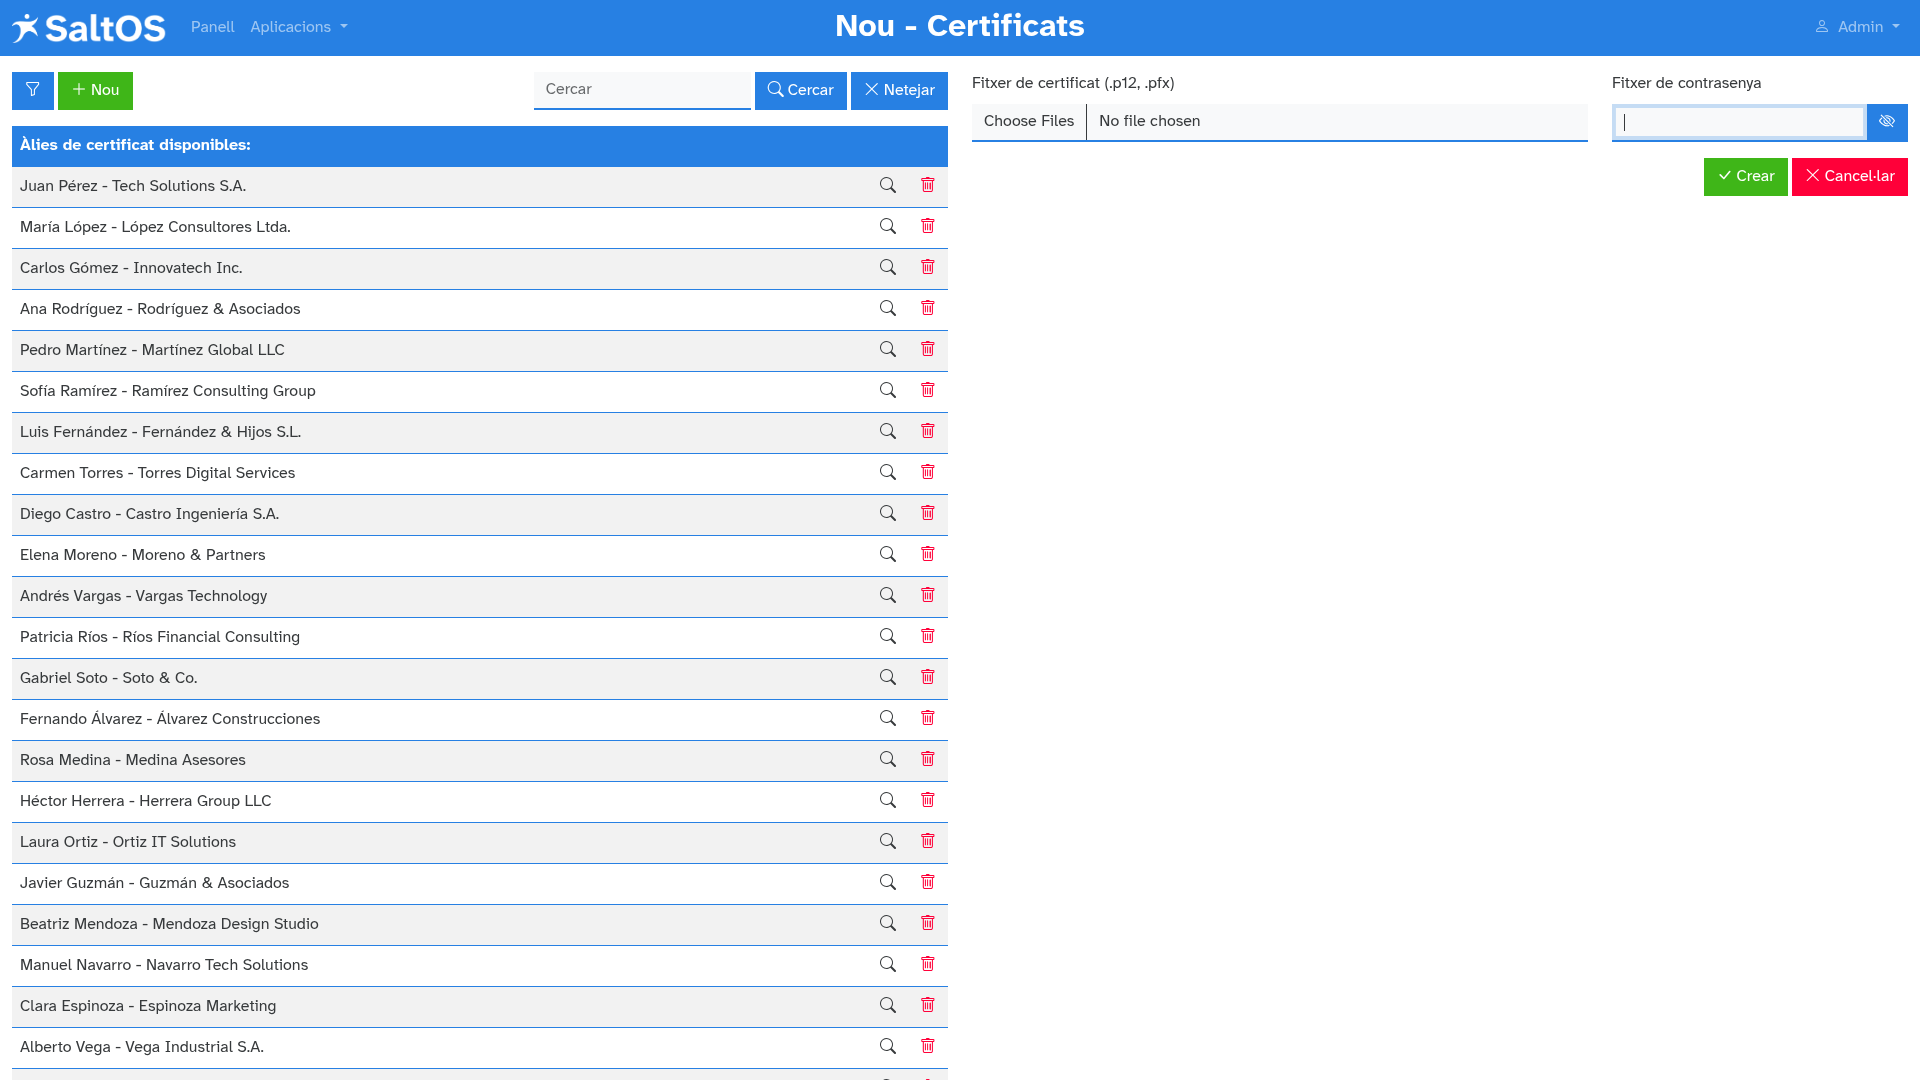 SaltOS
Panell
Aplicacions
Nou - Certificats
Admin
Nou
Cercar
Cercar
Netejar
Àlies de certificat disponibles:
Juan Pérez - Tech Solutions S.A.
María López - López Consultores Ltda.
Carlos Gómez - Innovatech Inc.
Ana Rodríguez - Rodríguez & Asociados
Pedro Martínez - Martínez Global LLC
Sofía Ramírez - Ramírez Consulting Group
Luis Fernández - Fernández & Hijos S.L.
Carmen Torres - Torres Digital Services
Diego Castro - Castro Ingeniería S.A.
Elena Moreno - Moreno & Partners
Andrés Vargas - Vargas Technology
Patricia Ríos - Ríos Financial Consulting
Gabriel Soto - Soto & Co.
Fernando Álvarez - Álvarez Construcciones
Rosa Medina - Medina Asesores
Héctor Herrera - Herrera Group LLC
Laura Ortiz - Ortiz IT Solutions
Javier Guzmán - Guzmán & Asociados
Beatriz Mendoza - Mendoza Design Studio
Manuel Navarro - Navarro Tech Solutions
Clara Espinoza - Espinoza Marketing
Alberto Vega - Vega Industrial S.A.
Fitxer de certificat (.p12, .pfx)
Choose Files No file chosen
Fitxer de contrasenya
Crear
Cancel·lar